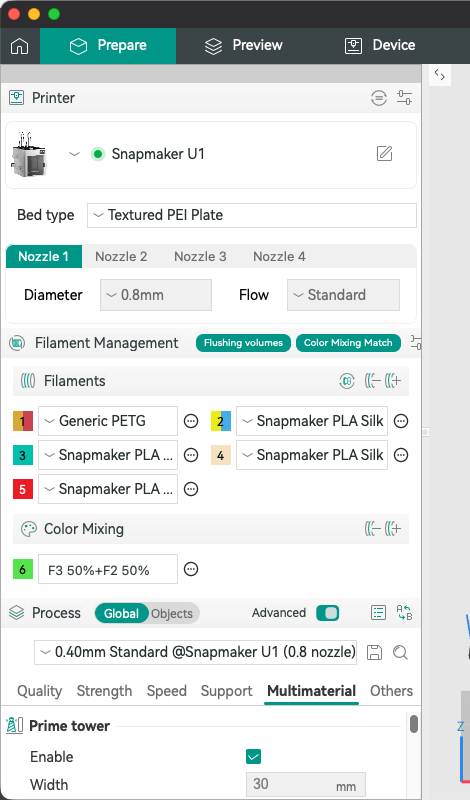 Prepare Preview Device
Printer
Snapmaker U1
Bed type Textured PEI Plate
Nozzle 1 Nozzle 2 Nozzle 3 Nozzle 4
Diameter 0.8mm Flow Standard
Filament Management Flushing volumes Color Mixing Match
Filaments
1 Generic PETG 2 Snapmaker PLA Silk
3 Snapmaker PLA ... 4 Snapmaker PLA Silk
5 Snapmaker PLA ...
Color Mixing
6 F3 50%+F2 50%
Process Global Objects Advanced A B
0.40mm Standard @Snapmaker U1 (0.8 nozzle)
Quality Strength Speed Support Multimaterial Others
Prime tower
Z
Enable
Width 30 mm